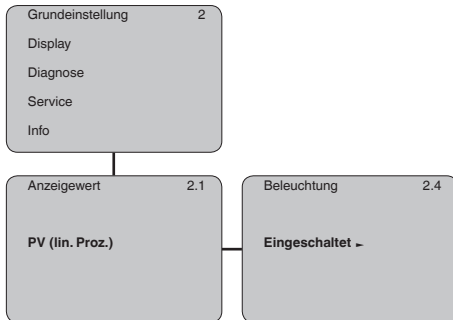 Grundeinstellung 2
Display
Diagnose
Service
Info
Anzeigewert 2.1
PV (lin. Proz.)
Beleuchtung 2.4
Eingeschaltet ►